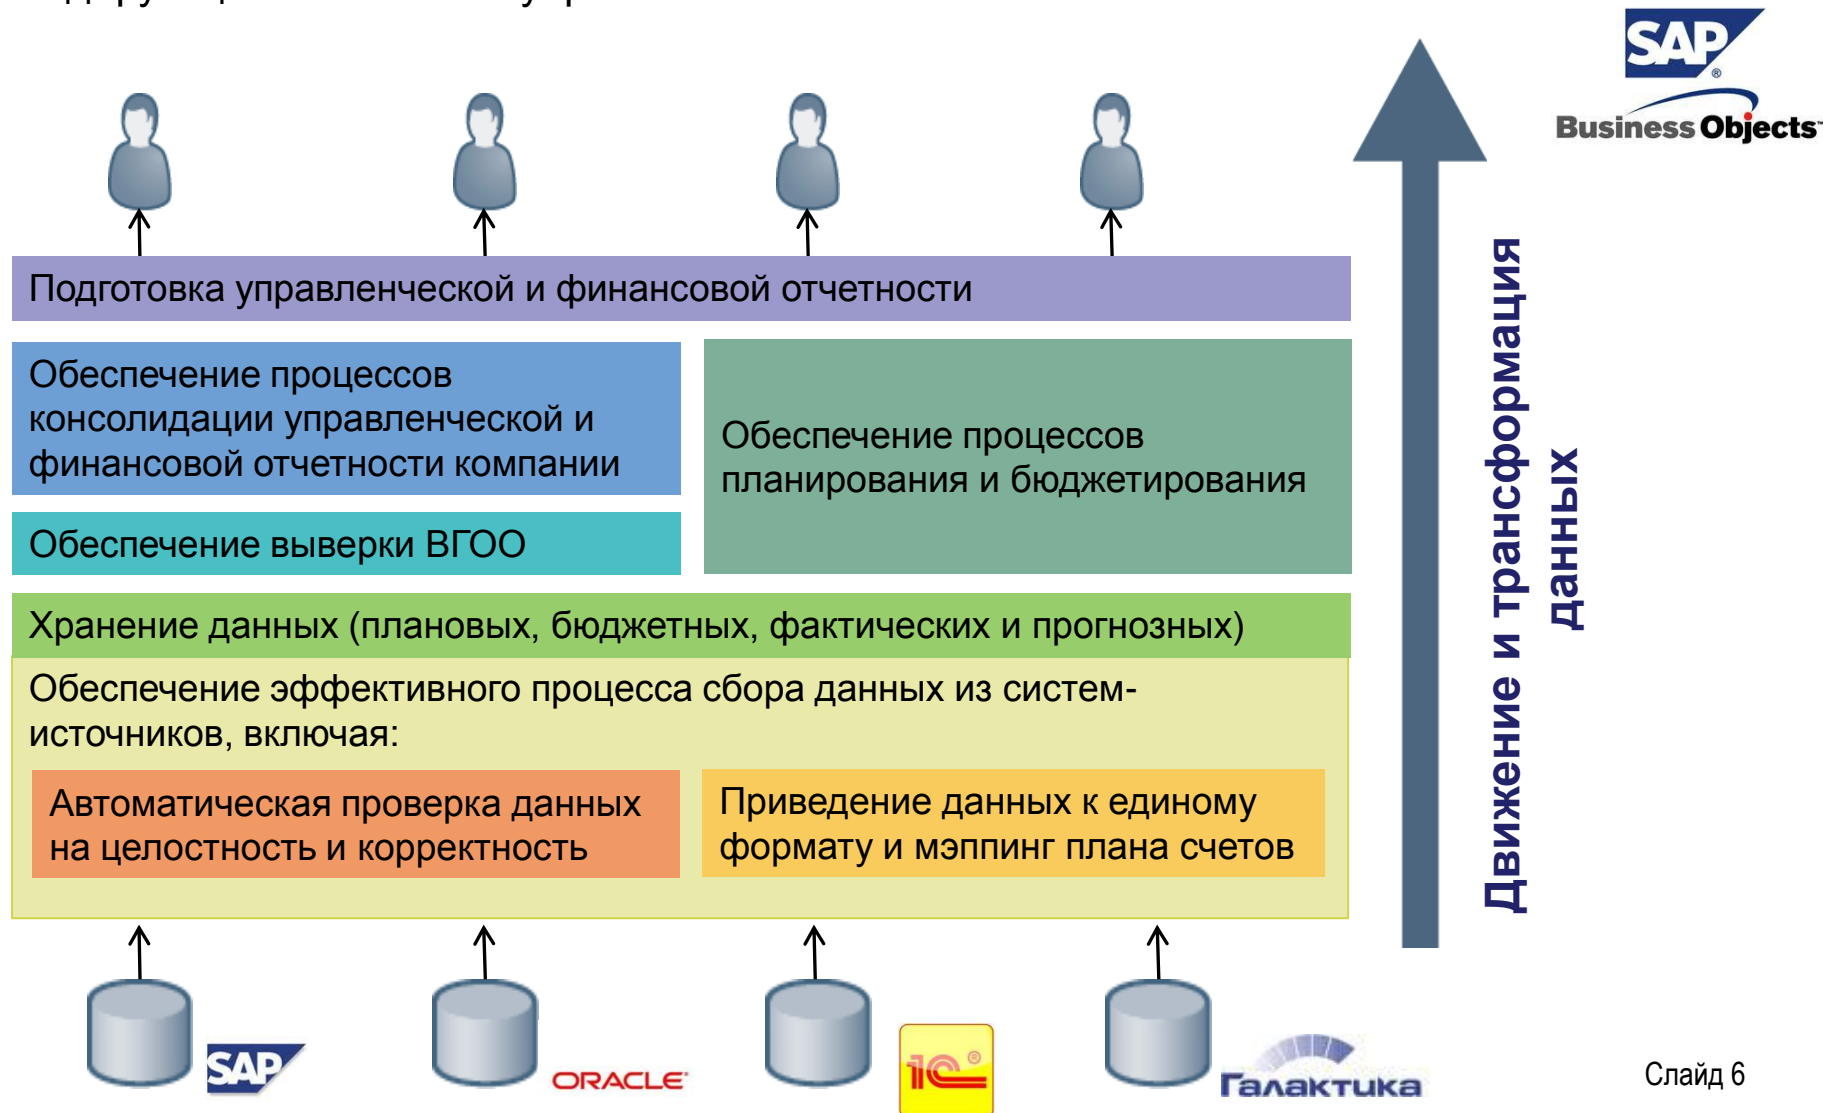 SAP
®
Business Objects
Подготовка управленческой и финансовой отчетности
Обеспечение процессов
консолидации управленческой и
финансовой отчетности компании
Обеспечение процессов
планирования и бюджетирования
Обеспечение выверки ВГОО
Хранение данных (плановых, бюджетных, фактических и прогнозных)
Обеспечение эффективного процесса сбора данных из систем-
источников, включая:
Автоматическая проверка данных
на целостность и корректность
Приведение данных к единому
формату и мэппинг плана счетов
Движение и трансформация
данных
SAP
ORACLE
1C®
Галактика
Слайд 6